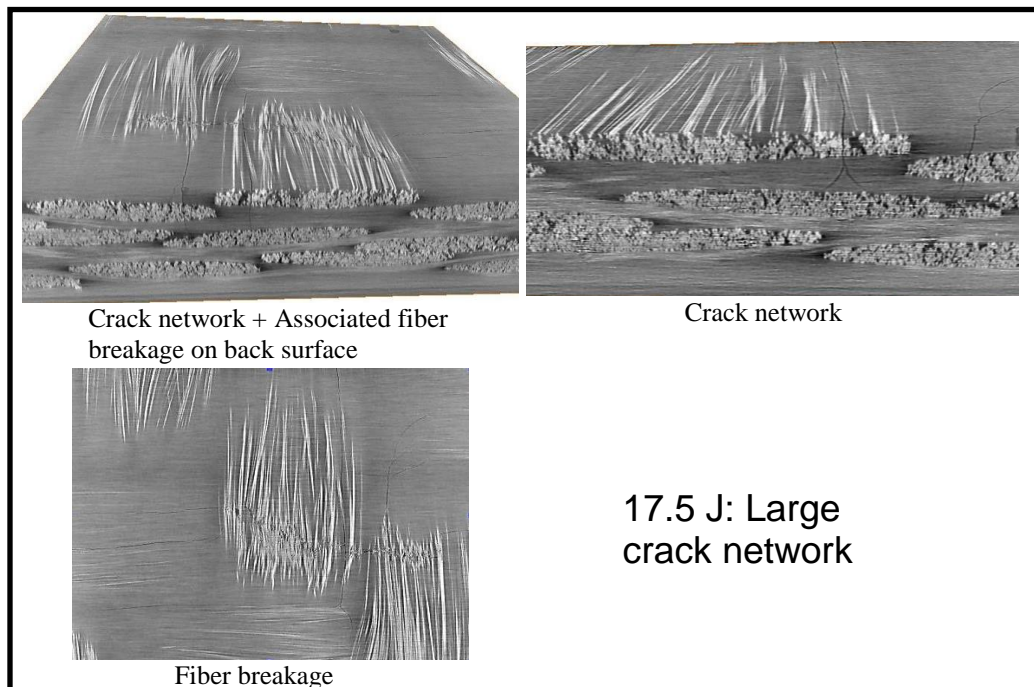 Crack network + Associated fiber
breakage on back surface
Crack network
Fiber breakage
17.5 J: Large
crack network